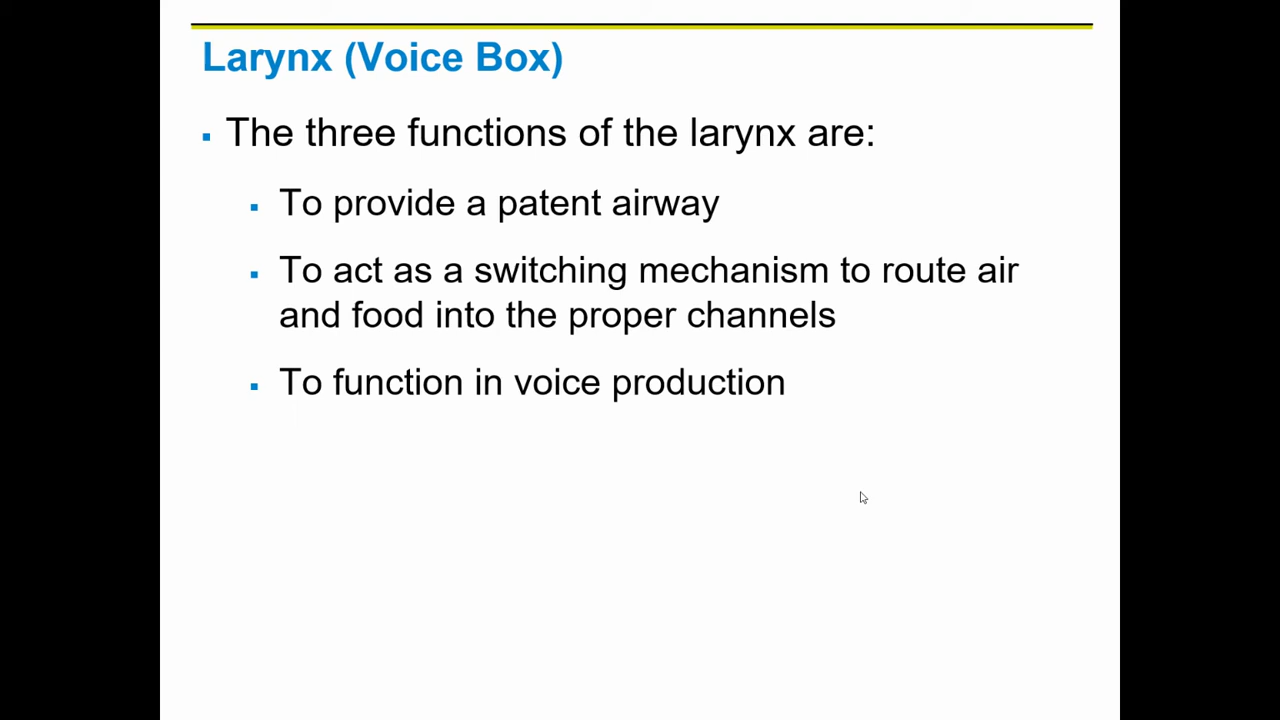 Larynx (Voice Box)
▪ The three functions of the larynx are:
▪ To provide a patent airway
▪ To act as a switching mechanism to route air
and food into the proper channels
▪ To function in voice production